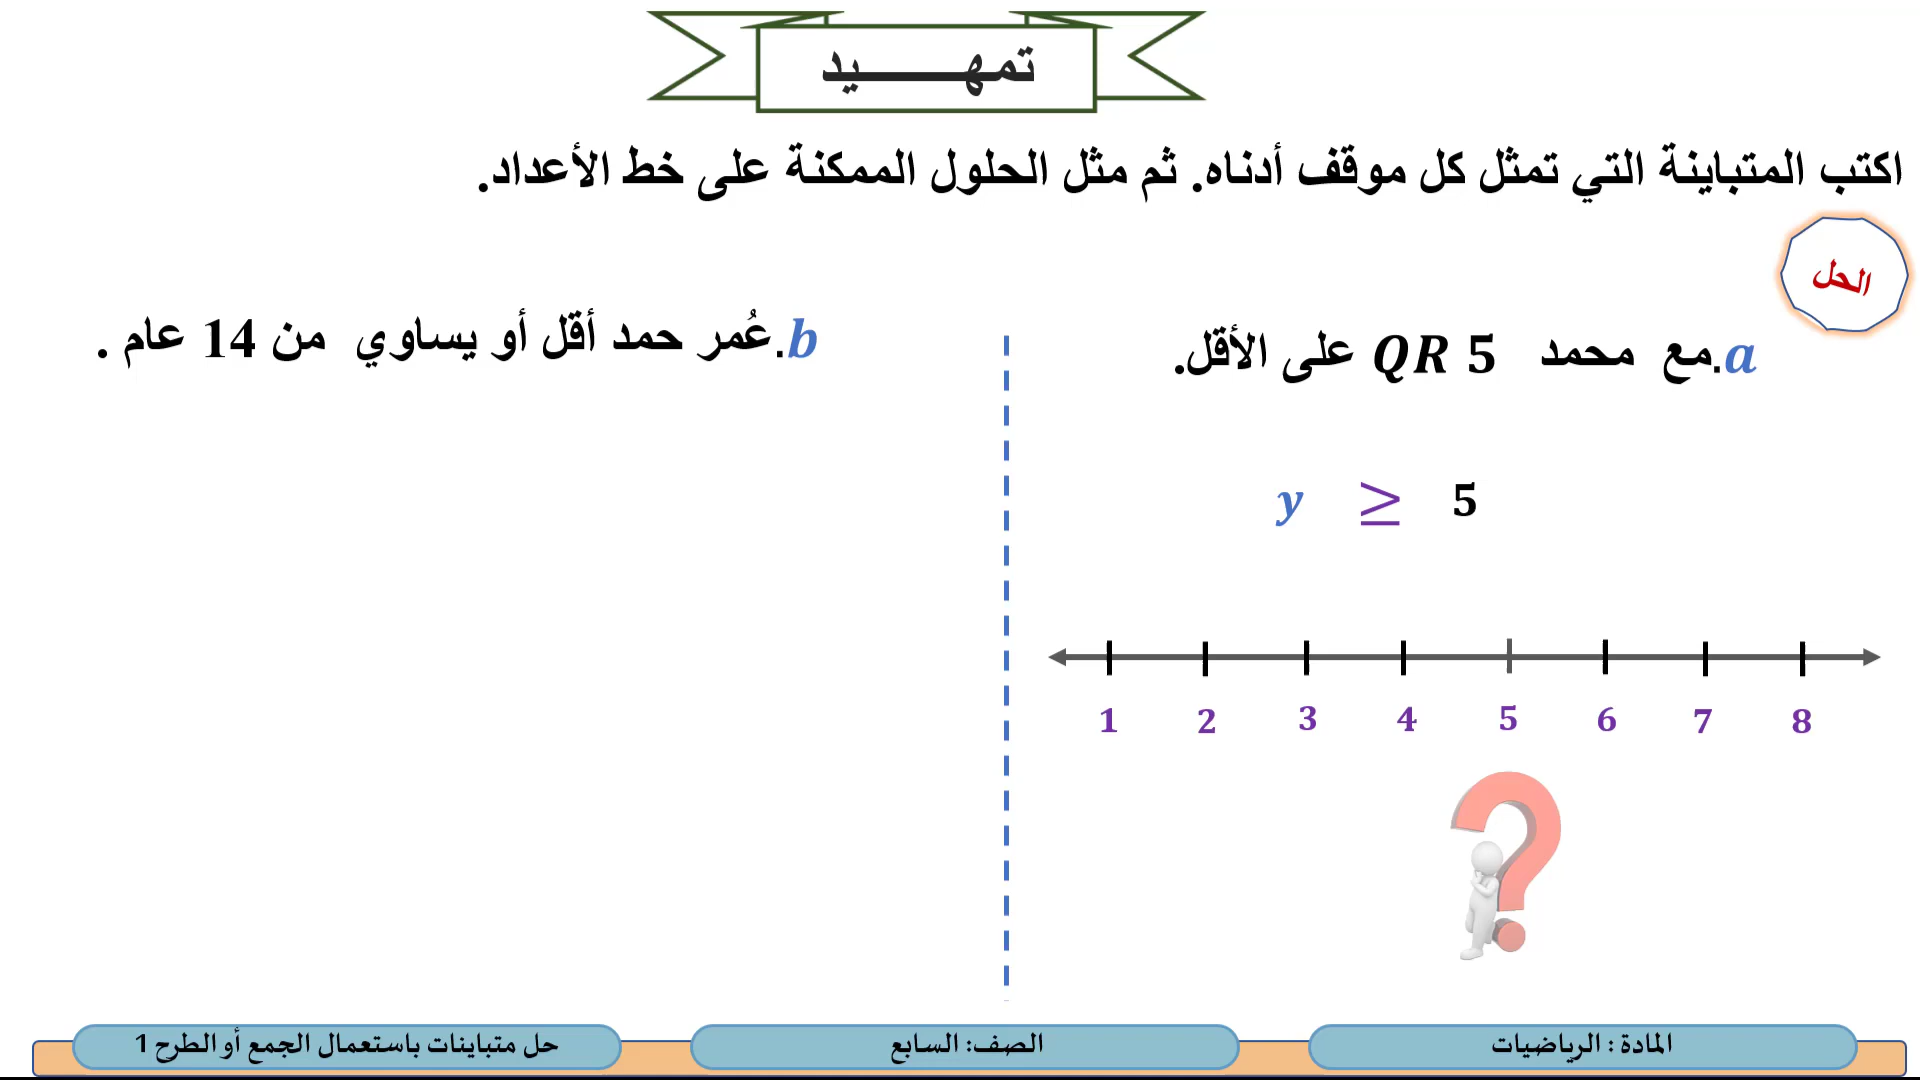 تمهـــــــيد
اكتب المتباينة التي تمثل كل موقف أدناه. ثم مثل الحلول الممكنة على خط الأعداد.
الحل
a.مع محمد QR 5 على الأقل.
y ≥ 5
1 2 3 4 5 6 7 8
b.عُمر حمد أقل أو يساوي من 14 عام .
المادة : الرياضيات
الصف: السابع
حل متباينات باستعمال الجمع أو الطرح 1